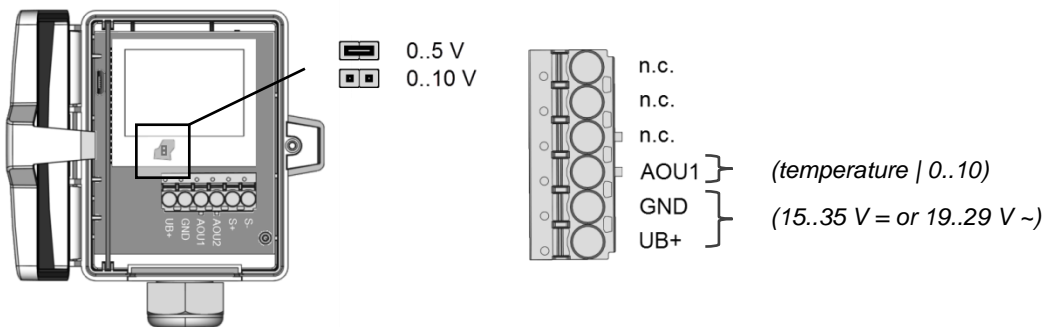 0..5 V
0..10 V
UB+
GND
AOU1
AOU2
S+
S-
n.c.
n.c.
n.c.
AOU1 (temperature | 0..10)
GND (15..35 V = or 19..29 V ~)
UB+